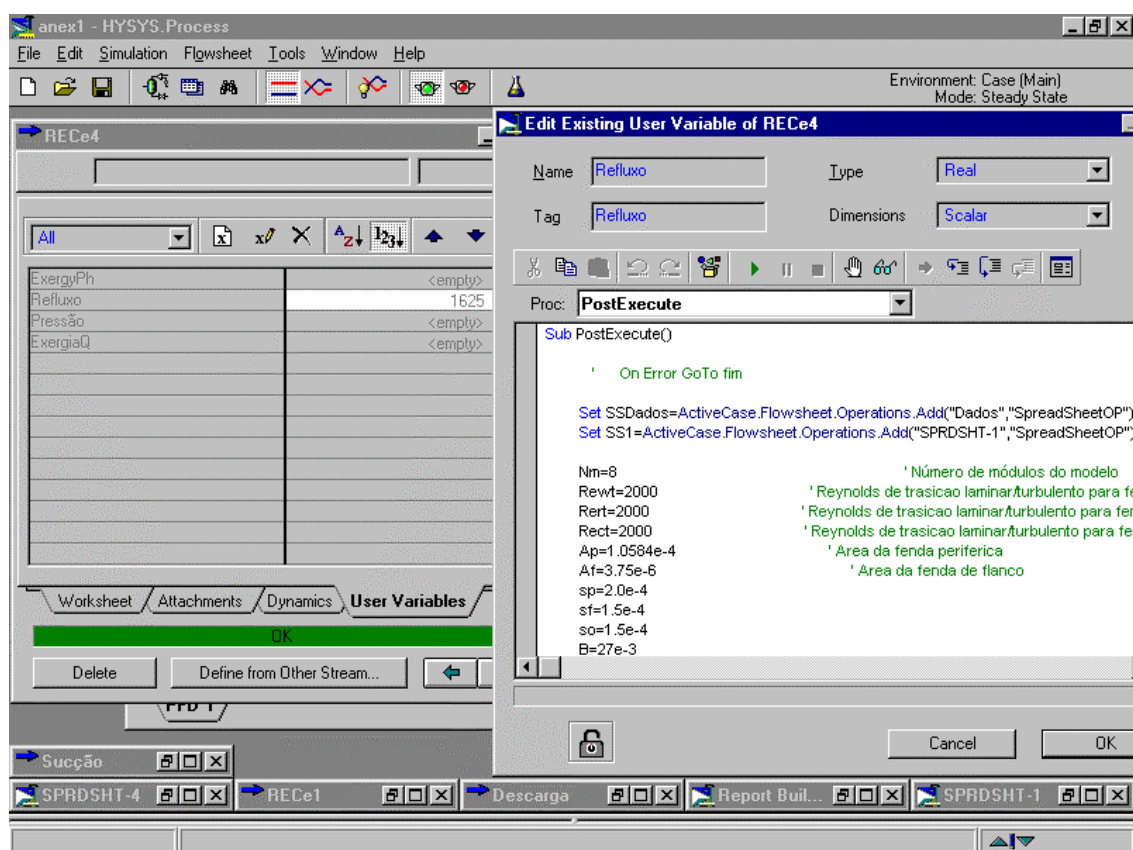 anex1 - HYSYS.Process
File Edit Simulation Flowsheet Tools Window Help
Environment: Case (Main)
Mode: Steady State
RECe4
All
ExergyPh <empty>
Refluxo 1625
Pressão <empty>
ExergiaQ <empty>
Worksheet Attachments Dynamics User Variables
OK
Delete Define from Other Stream...
PFD 1
Edit Existing User Variable of RECe4
Name Refluxo Type Real
Tag Refluxo Dimensions Scalar
Proc: PostExecute
Sub PostExecute()
' On Error GoTo fim
Set SSDados=ActiveCase.Flowsheet.Operations.Add("Dados","SpreadSheetOP")
Set SS1=ActiveCase.Flowsheet.Operations.Add("SPRDSHT-1","SpreadSheetOP")
Nm=8 ' Número de módulos do modelo
Rewt=2000 ' Reynolds de trasicao laminar/turbulento para fe
Rert=2000 ' Reynolds de trasicao laminar/turbulento para fer
Rect=2000 ' Reynolds de trasicao laminar/turbulento para fe
Ap=1.0584e-4 ' Area da fenda periferica
Af=3.75e-6 ' Area da fenda de flanco
sp=2.0e-4
sf=1.5e-4
so=1.5e-4
B=27e-3
Cancel OK
Sucção
SPRDSHT-4 RECe1 Descarga Report Buil... SPRDSHT-1